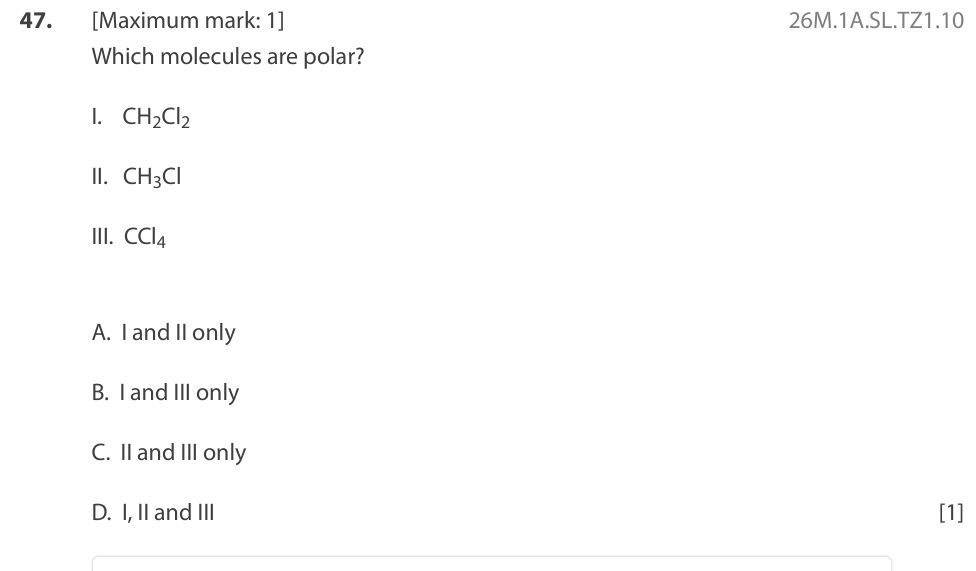 47. [Maximum mark: 1] 26M.1A.SL.TZ1.10
Which molecules are polar?
I. CH₂Cl₂
II. CH₃Cl
III. CCl₄
A. I and II only
B. I and III only
C. II and III only
D. I, II and III [1]